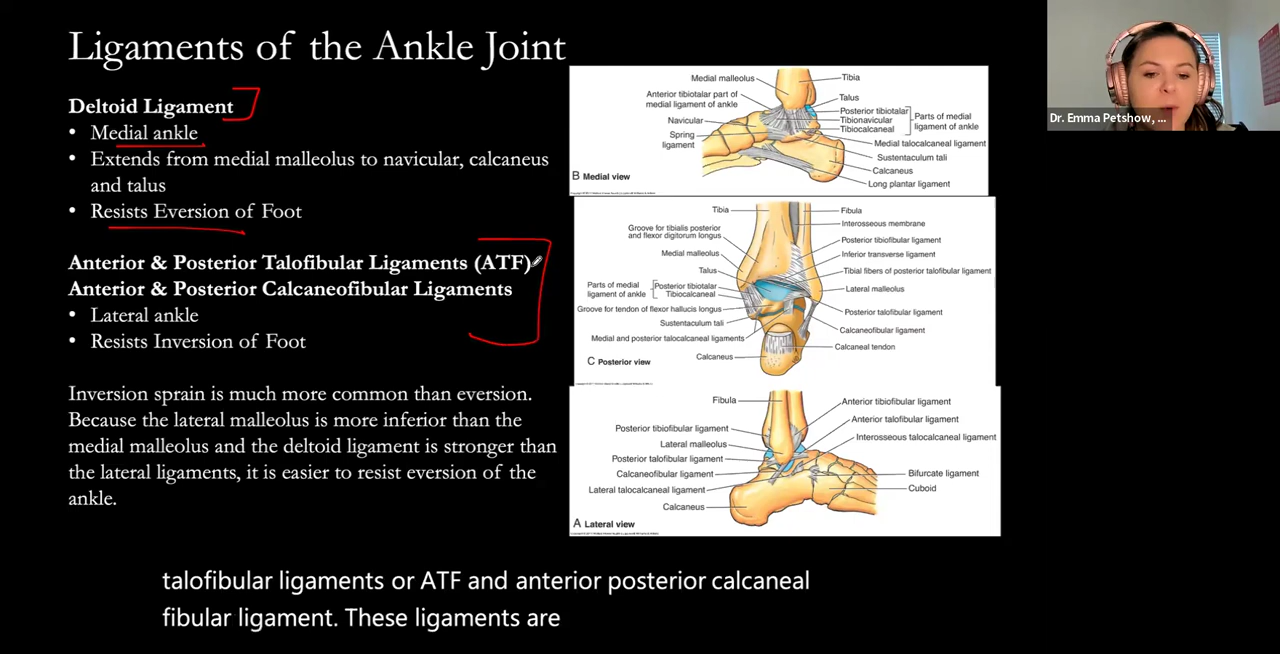 Ligaments of the Ankle Joint
Deltoid Ligament
• Medial ankle
• Extends from medial malleolus to navicular, calcaneus
and talus
• Resists Eversion of Foot
Anterior & Posterior Talofibular Ligaments (ATF)
Anterior & Posterior Calcaneofibular Ligaments
• Lateral ankle
• Resists Inversion of Foot
Inversion sprain is much more common than eversion.
Because the lateral malleolus is more inferior than the
medial malleolus and the deltoid ligament is stronger than
the lateral ligaments, it is easier to resist eversion of the
ankle.
Medial malleolus
Tibia
Anterior tibiotalar part of
medial ligament of ankle
Talus
Posterior tibiotalar
Tibionavicular
Tibiocalcaneal
Parts of medial
ligament of ankle
Navicular
Spring
ligament
Medial talocalcaneal ligament
Sustentaculum tali
Calcaneus
Long plantar ligament
B Medial view
Tibia
Fibula
Interosseous membrane
Groove for tibialis posterior
and flexor digitorum longus
Posterior tibiofibular ligament
Medial malleolus
Inferior transverse ligament
Talus
Tibial fibers of posterior talofibular ligament
Parts of medial
ligament of ankle
Posterior tibiotalar
Tibiocalcaneal
Lateral malleolus
Groove for tendon of flexor hallucis longus
Posterior talofibular ligament
Sustentaculum tali
Calcaneofibular ligament
Medial and posterior talocalcaneal ligaments
Calcaneal tendon
Calcaneus
C Posterior view
Fibula
Anterior tibiofibular ligament
Anterior talofibular ligament
Posterior tibiofibular ligament
Interosseous talocalcaneal ligament
Lateral malleolus
Posterior talofibular ligament
Calcaneofibular ligament
Bifurcate ligament
Lateral talocalcaneal ligament
Cuboid
Calcaneus
A Lateral view
Dr. Emma Petshow, ...
talofibular ligaments or ATF and anterior posterior calcaneal
fibular ligament. These ligaments are